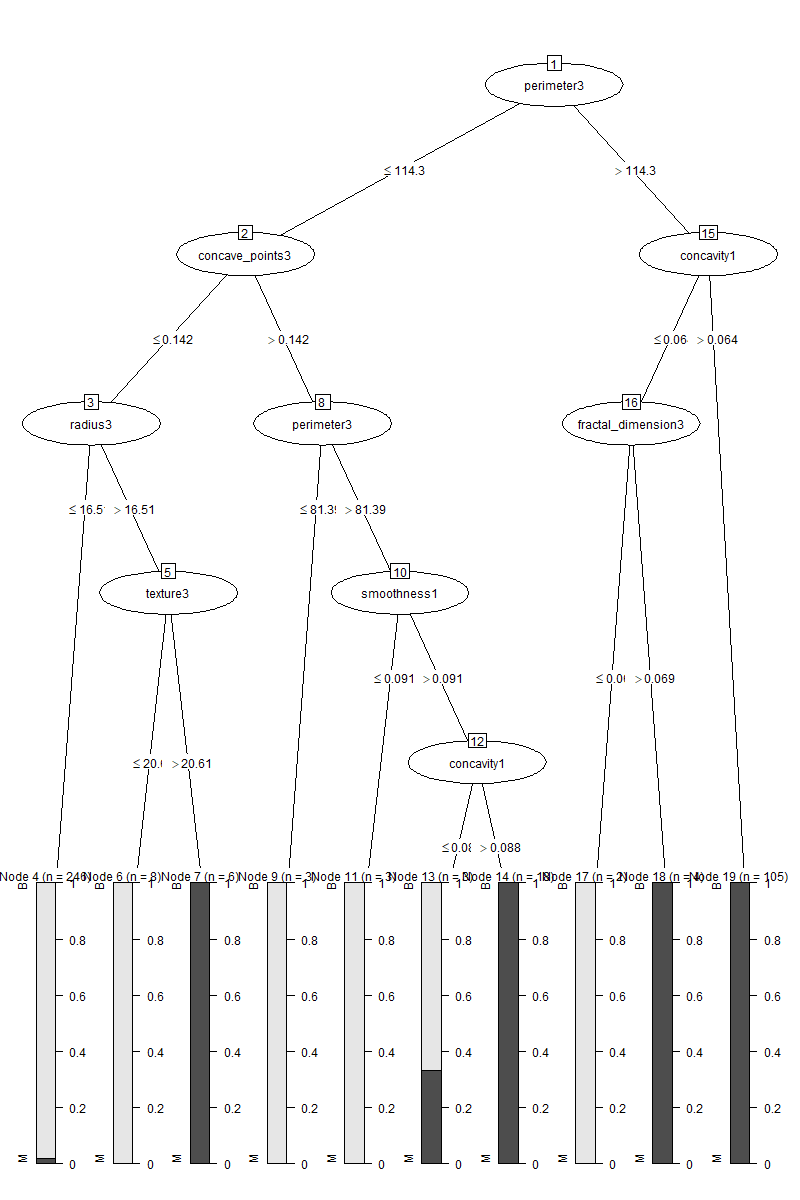 1
perimeter3
≤ 114.3
> 114.3
2
concave_points3
15
concavity1
≤ 0.142
> 0.142
≤ 0.06
> 0.064
3
radius3
8
perimeter3
16
fractal_dimension3
≤ 16.5
> 16.51
≤ 81.3
> 81.39
5
texture3
10
smoothness1
≤ 0.091
> 0.091
≤ 0.0
> 0.069
12
concavity1
≤ 20.
> 20.61
≤ 0.08
> 0.088
Node 4 (n = 246) Node 6 (n = 8) Node 7 (n = 6) Node 9 (n = 3) Node 11 (n = 3) Node 13 (n = 3) Node 14 (n = Node 17 (n = 2) Node 18 (n = Node 19 (n = 105)
B 1 B 1 B 1 B 1 B 1 B 1 B 1 B 1 B 1 B 1
0.8 0.8 0.8 0.8 0.8 0.8 0.8 0.8 0.8 0.8
0.6 0.6 0.6 0.6 0.6 0.6 0.6 0.6 0.6 0.6
0.4 0.4 0.4 0.4 0.4 0.4 0.4 0.4 0.4 0.4
0.2 0.2 0.2 0.2 0.2 0.2 0.2 0.2 0.2 0.2
M 0 M 0 M 0 M 0 M 0 M 0 M 0 M 0 M 0 M 0